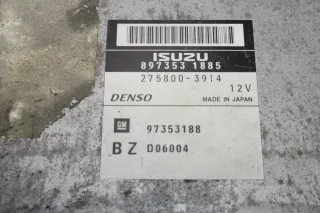 ISUZU
897353 1885
275800-3914
12V
DENSO MADE IN JAPAN
GM 97353188
BZ D06004